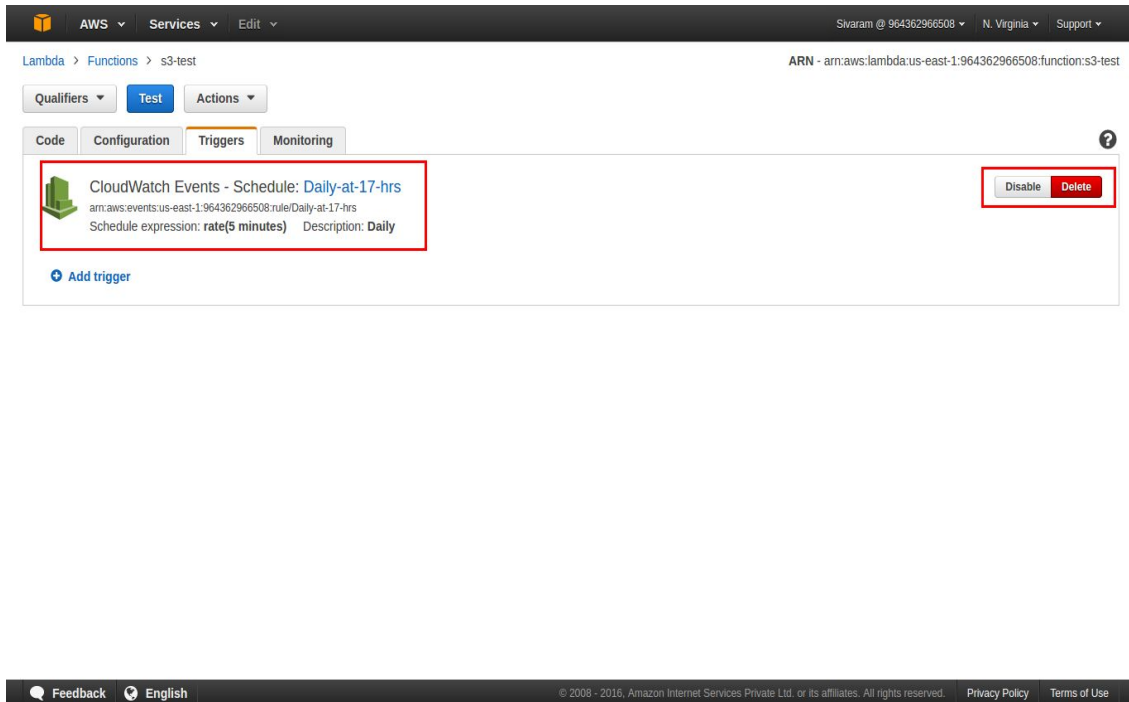 AWS Services Edit Sivaram @ 964362966508 N. Virginia Support
Lambda > Functions > s3-test ARN - arn:aws:lambda:us-east-1:964362966508:function:s3-test
Qualifiers Test Actions
Code Configuration Triggers Monitoring ?
CloudWatch Events - Schedule: Daily-at-17-hrs Disable Delete
arn:aws:events:us-east-1:964362966508:rule/Daily-at-17-hrs
Schedule expression: rate(5 minutes) Description: Daily
Add trigger
Feedback English © 2008 - 2016, Amazon Internet Services Private Ltd. or its affiliates. All rights reserved. Privacy Policy Terms of Use